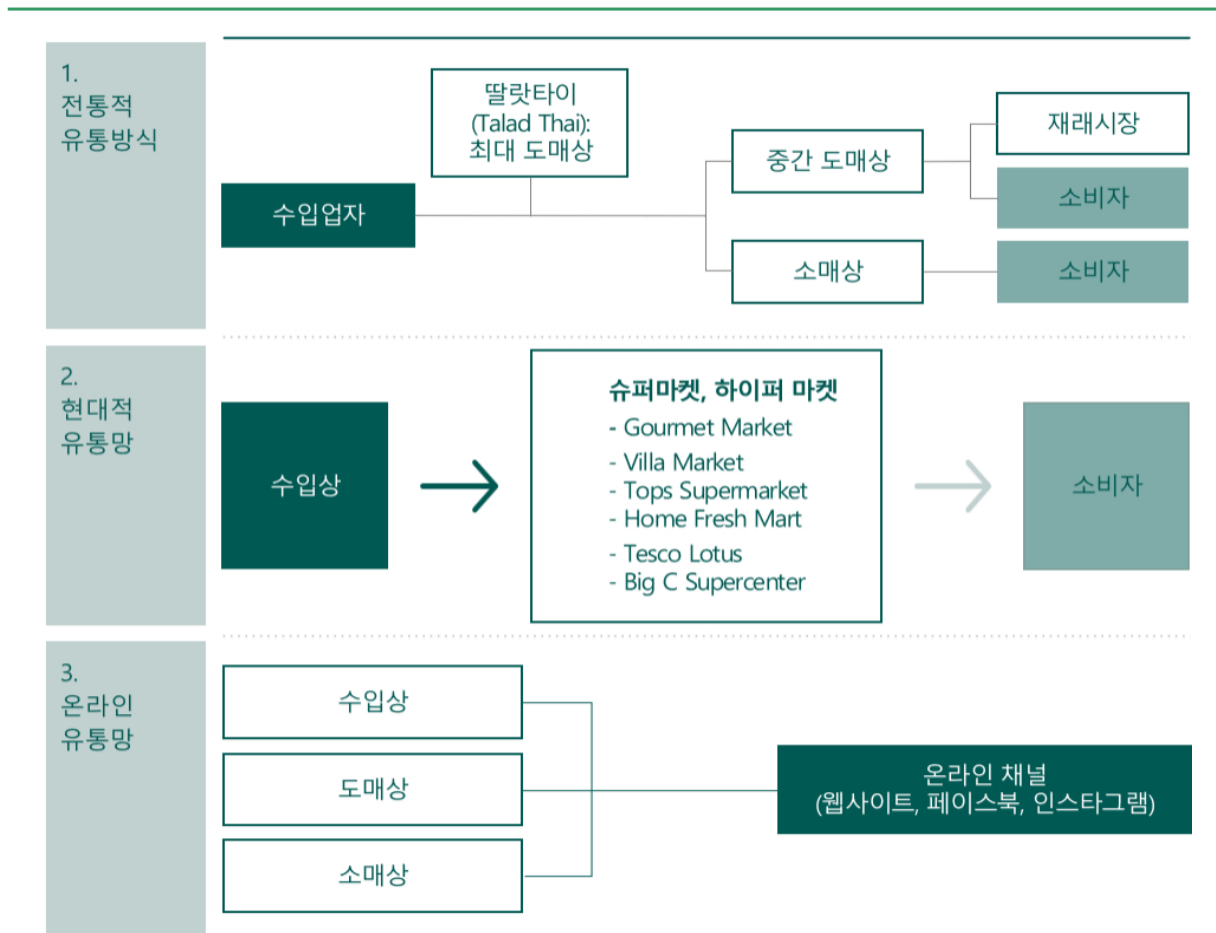 1.
전통적
유통방식
딸랏타이
(Talad Thai):
최대 도매상
수입업자
중간 도매상
소매상
재래시장
소비자
소비자
2.
현대적
유통망
수입상
슈퍼마켓, 하이퍼 마켓
- Gourmet Market
- Villa Market
- Tops Supermarket
- Home Fresh Mart
- Tesco Lotus
- Big C Supercenter
소비자
3.
온라인
유통망
수입상
도매상
소매상
온라인 채널
(웹사이트, 페이스북, 인스타그램)